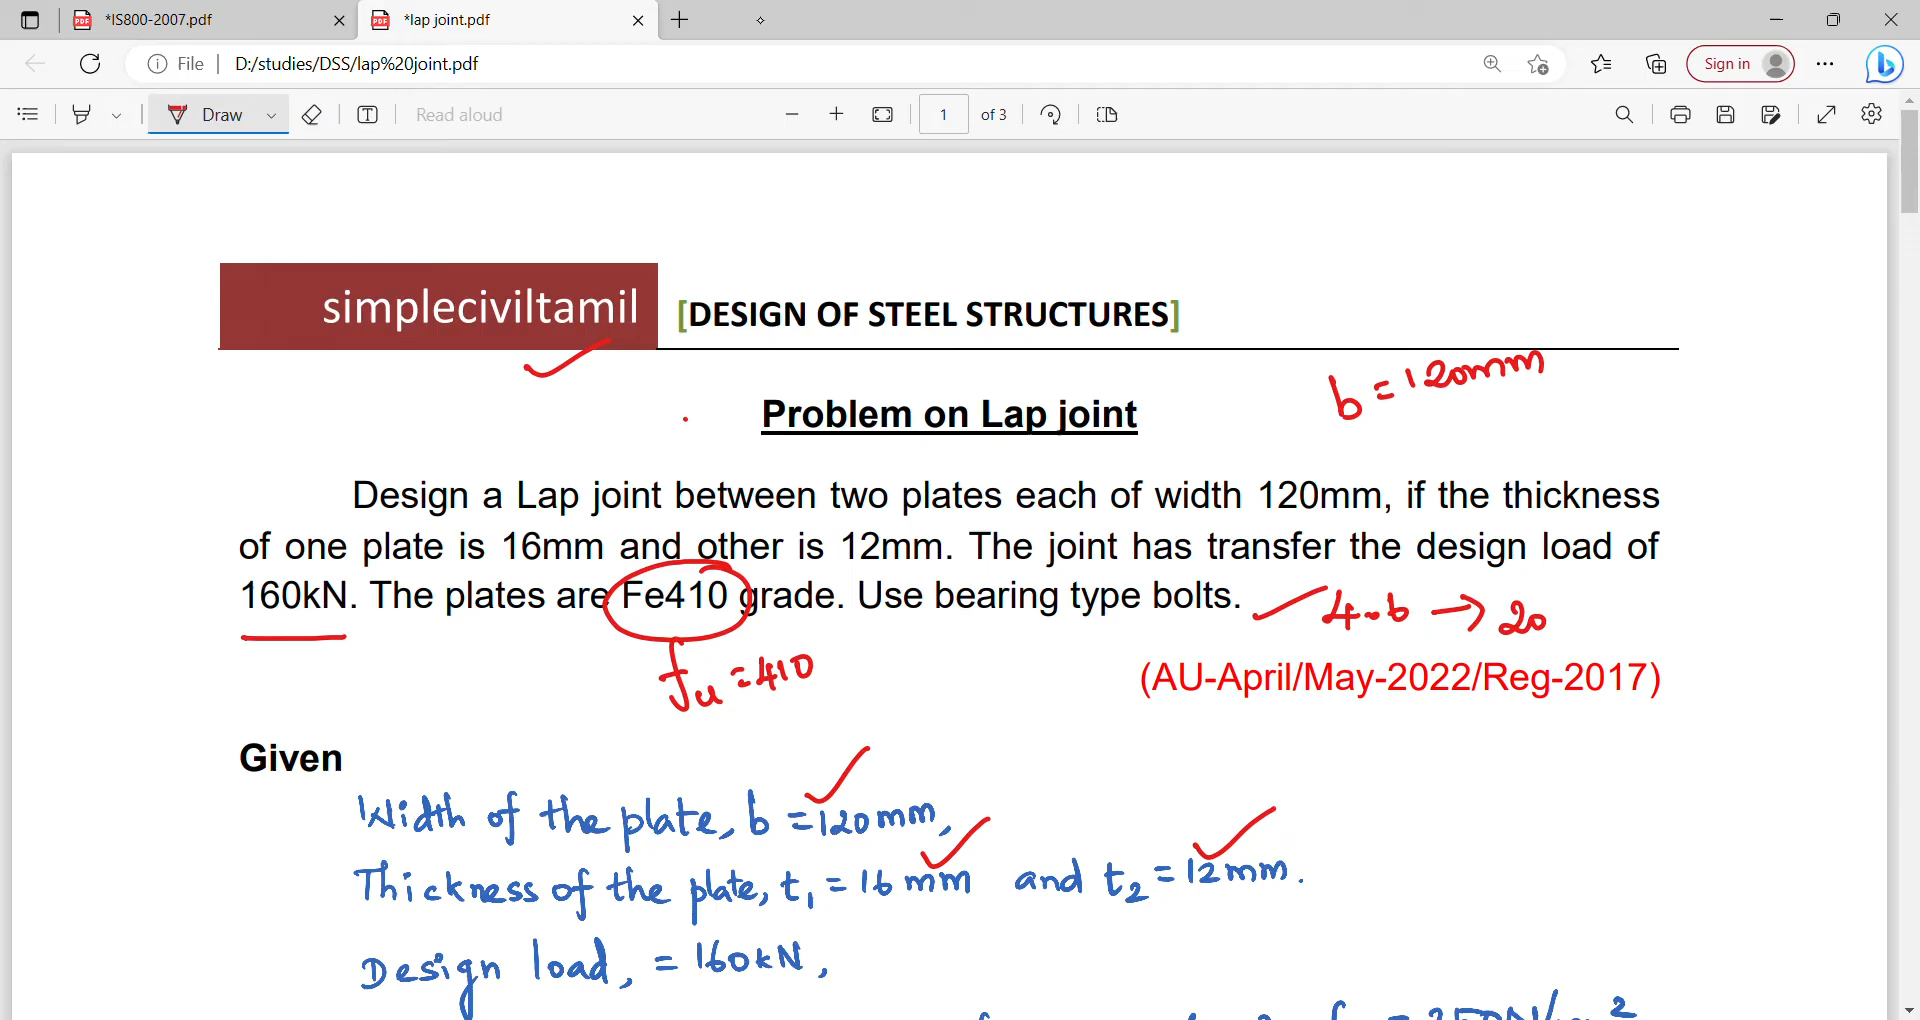 *IS800-2007.pdf
*lap joint.pdf
File
D:/studies/DSS/lap%20joint.pdf
Sign in
Draw
Read aloud
1 of 3
simpleciviltamil [DESIGN OF STEEL STRUCTURES]
b = 120mm
Problem on Lap joint
Design a Lap joint between two plates each of width 120mm, if the thickness
of one plate is 16mm and other is 12mm. The joint has transfer the design load of
160kN. The plates are Fe410 grade. Use bearing type bolts.
4.6 → 20
fu = 410
(AU-April/May-2022/Reg-2017)
Given
Width of the plate, b = 120mm,
Thickness of the plate, t1 = 16 mm and t2 = 12mm.
Design load, = 160kN,